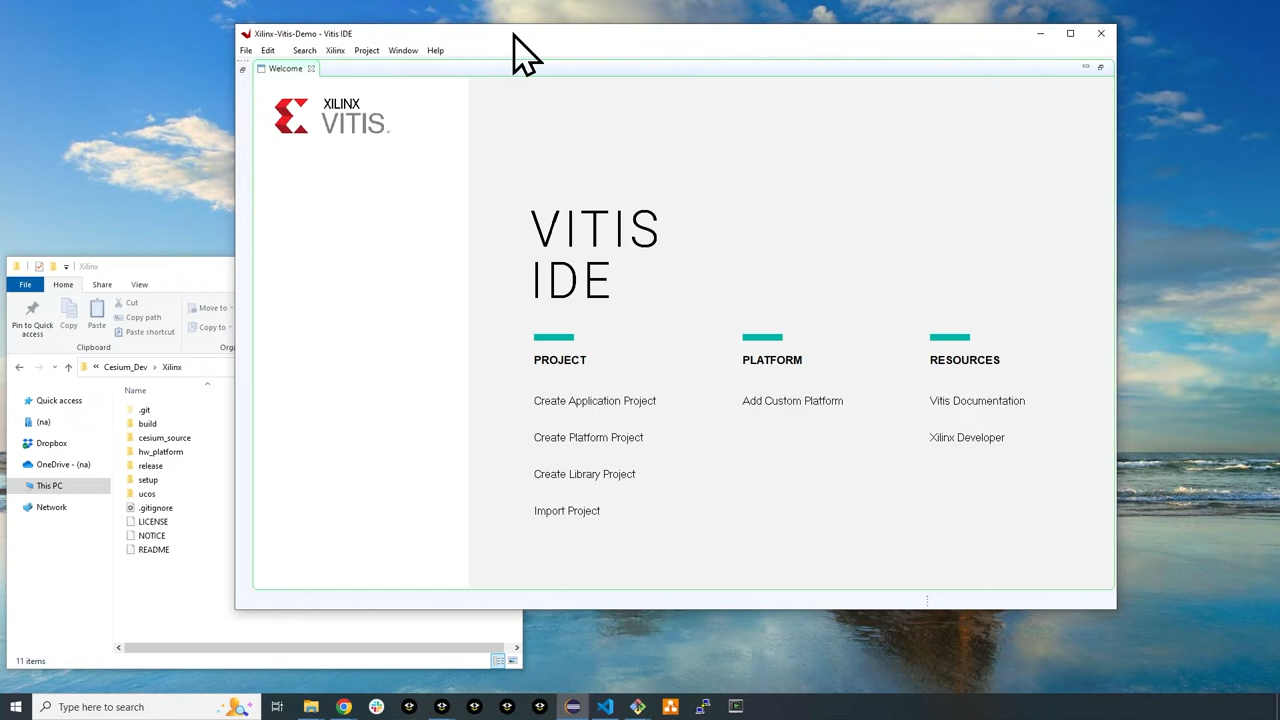 Xilinx-Vitis-Demo - Vitis IDE
File Edit Search Xilinx Project Window Help
Welcome
XILINX
VITIS.
VITIS
IDE
PROJECT
Create Application Project
Create Platform Project
Create Library Project
Import Project
PLATFORM
Add Custom Platform
RESOURCES
Vitis Documentation
Xilinx Developer
Xilinx
File Home Share View
Pin to Quick
access
Copy
Paste
Cut
Copy path
Paste shortcut
Clipboard
Move to
Copy to
Orga
« Cesium_Dev > Xilinx
Quick access
(na)
Dropbox
OneDrive - (na)
This PC
Network
Name
.git
build
cesium_source
hw_platform
release
setup
ucos
.gitignore
LICENSE
NOTICE
README
11 items
Type here to search